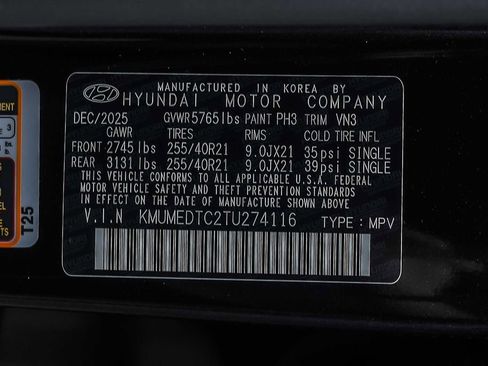 MANUFACTURED IN KOREA BY
HYUNDAI MOTOR COMPANY
DEC/2025 GVWR 5765 lbs PAINT PH3 TRIM VN3
GAWR TIRES RIMS COLD TIRE INFL
FRONT 2745 lbs 255/40R21 9.0JX21 35 psi SINGLE
REAR 3131 lbs 255/40R21 9.0JX21 39 psi SINGLE
THIS VEHICLE CONFORMS TO ALL APPLICABLE U.S.A. FEDERAL
MOTOR VEHICLE SAFETY AND THEFT PREVENTION STANDARDS
IN EFFECT ON THE DATE OF MANUFACTURE SHOWN ABOVE
V.I.N KMUMEDTC2TU274116 TYPE : MPV
3
T25